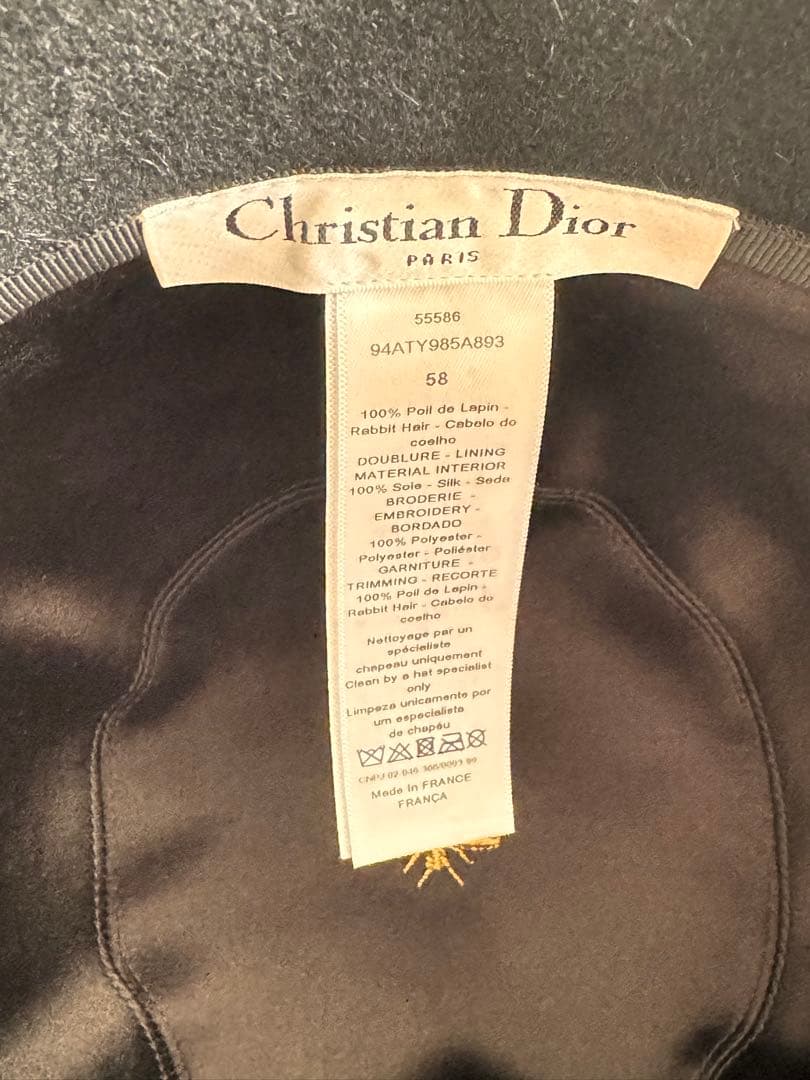 Christian Dior
PARIS
55586
94ATY985A893
58
100% Poil de Lapin -
Rabbit Hair - Cabelo do
coelho
DOUBLURE - LINING
MATERIAL INTERIOR
100% Soie - Silk - Seda
BRODERIE -
EMBROIDERY -
BORDADO
100% Polyester -
Polyester - Poliéster
GARNITURE -
TRIMMING - RECORTE
100% Poil de Lapin -
Rabbit Hair - Cabelo do
coelho
Nettoyage par un
spécialiste
chapeau uniquement
Clean by a hat specialist
only
Limpeza unicamente por
um especialista
de chapéu
CNPJ 02.046
Made In FRANCE
FRANÇA